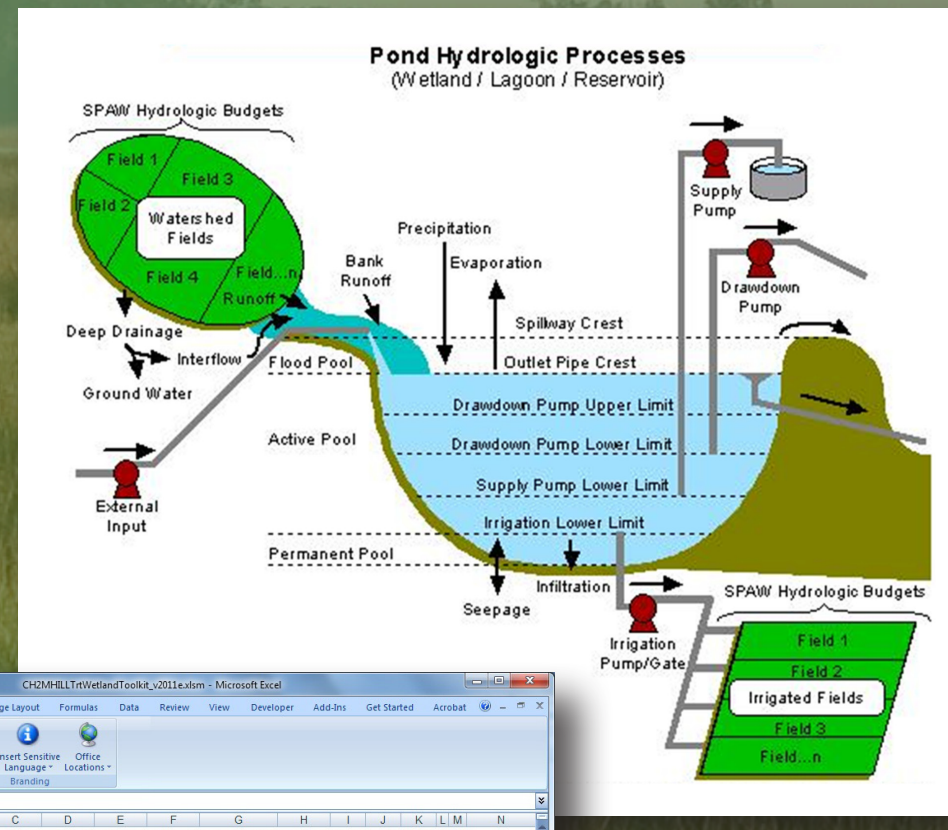 Pond Hydrologic Processes
(Wetland / Lagoon / Reservoir)
SPAW Hydrologic Budgets
Field 1
Field 3
Field 2
Watershed
Fields
Field 4
Field...n
Runoff
Deep Drainage
Interflow
Ground Water
External
Input
Bank
Runoff
Precipitation
Evaporation
Supply
Pump
Drawdown
Pump
Spillway Crest
Flood Pool
Outlet Pipe Crest
Drawdown Pump Upper Limit
Active Pool
Drawdown Pump Lower Limit
Supply Pump Lower Limit
Irrigation Lower Limit
Permanent Pool
Infiltration
Seepage
Irrigation
Pump/Gate
SPAW Hydrologic Budgets
Field 1
Field 2
Irrigated Fields
Field 3
Field...n
CH2MHILLTrtWetlandToolkit_v2011e.xlsm - Microsoft Excel
ge Layout Formulas Data Review View Developer Add-Ins Get Started Acrobat
nsert Sensitive Office
Language Locations
Branding
C D E F G H I J K L M N